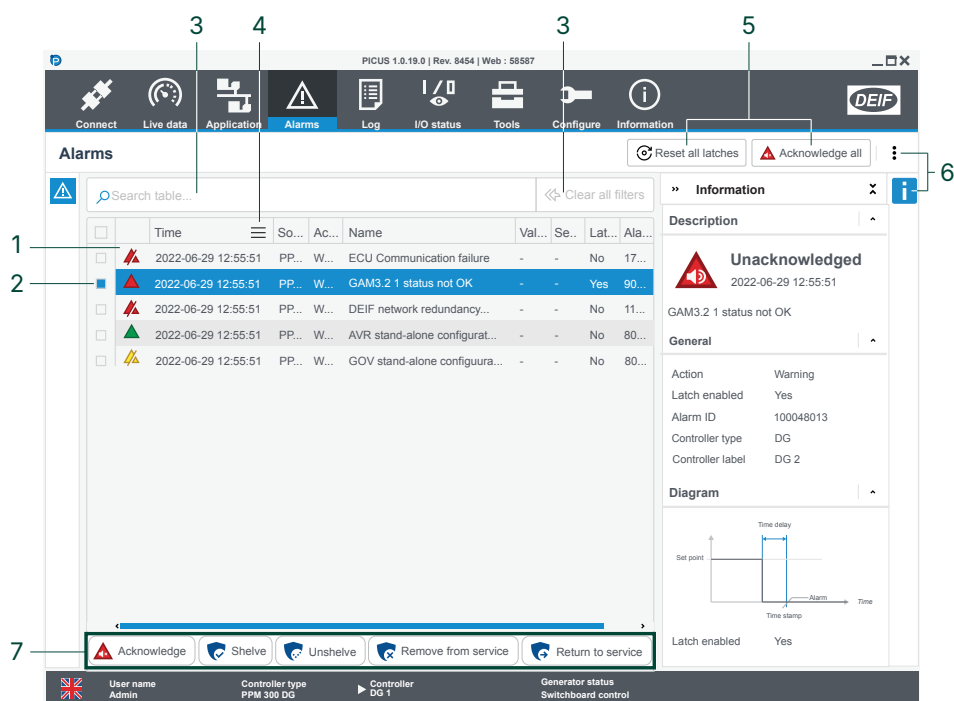 3 4 3 5
PICUS 1.0.19.0 | Rev. 8454 | Web : 58587
Connect Live data Application Alarms Log I/O status Tools Configure Information
DEIF
Alarms Reset all latches Acknowledge all
6
Search table... Clear all filters Information
Time So... Ac... Name Val... Se.. Lat... Ala...
1
2022-06-29 12:55:51 PP... W... ECU Communication failure - - No 17...
2
2022-06-29 12:55:51 PP... W... GAM3.2 1 status not OK - - Yes 90...
2022-06-29 12:55:51 PP... W... DEIF network redundancy... - - No 11...
2022-06-29 12:55:51 PP... W... AVR stand-alone configurat... - - No 80...
2022-06-29 12:55:51 PP... W... GOV stand-alone configuura... - - No 80...
Description
Unacknowledged
2022-06-29 12:55:51
GAM3.2 1 status not OK
General
Action Warning
Latch enabled Yes
Alarm ID 100048013
Controller type DG
Controller label DG 2
Diagram
Time delay
Set point
Alarm Time
Time stamp
Latch enabled Yes
7
Acknowledge Shelve Unshelve Remove from service Return to service
User name Controller type Controller Generator status
Admin PPM 300 DG DG 1 Switchboard control